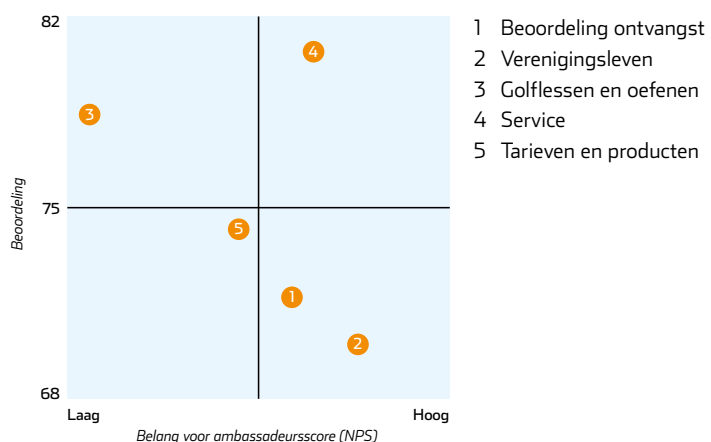 82
75
68
Beoordeling
3
4
5
1
2
Laag
Hoog
Belang voor ambassadeursscore (NPS)
1 Beoordeling ontvangst
2 Verenigingsleven
3 Golflessen en oefenen
4 Service
5 Tarieven en producten